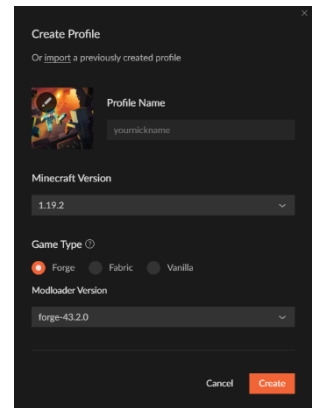 Create Profile
Or import a previously created profile
Profile Name
yournickname
Minecraft Version
1.19.2
Game Type
Forge Fabric Vanilla
Modloader Version
forge-43.2.0
Cancel Create